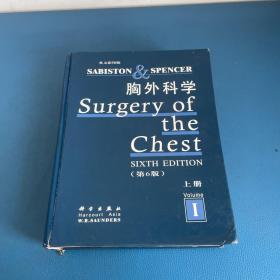 SABISTON & SPENCER
胸外科学
Surgery of
the
Chest
SIXTH EDITION
(第6版)
上册
Volume
I
科学出版社
Harcourt Asia
W.B.SAUNDERS